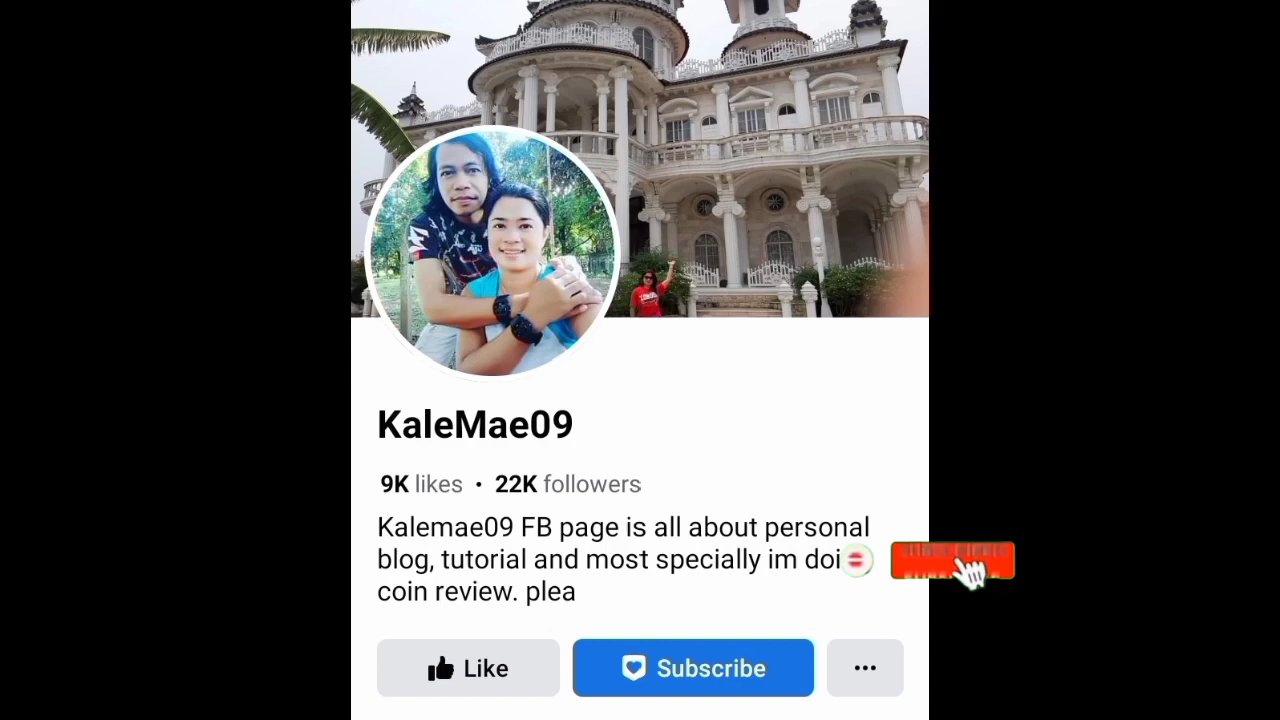 KaleMae09
9K likes • 22K followers
Kalemae09 FB page is all about personal
blog, tutorial and most specially im doi
coin review. plea
Like
Subscribe